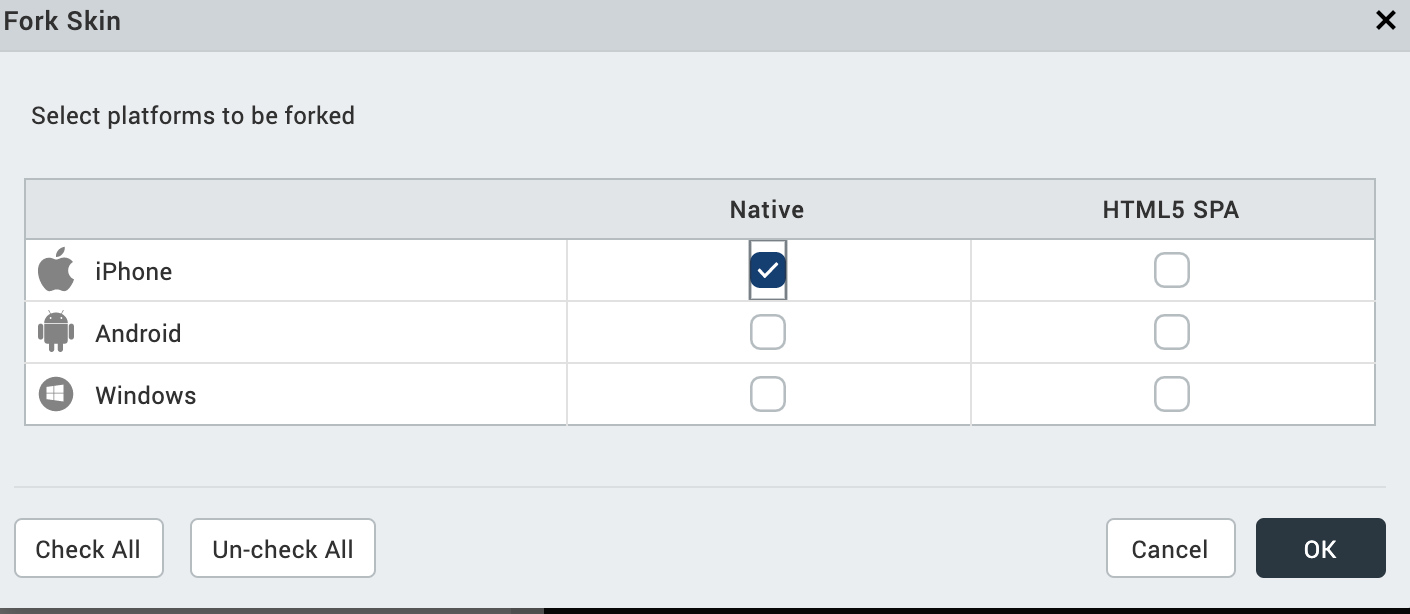 Fork Skin
Select platforms to be forked
Native HTML5 SPA
iPhone
Android
Windows
Check All Un-check All Cancel OK